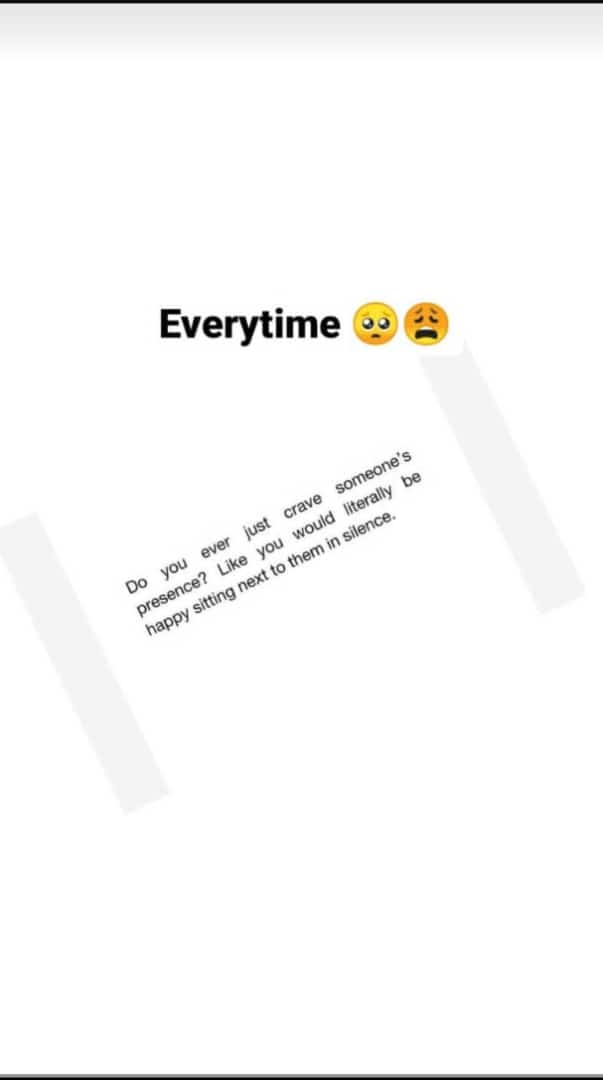 Everytime 🥺😩
Do you ever just crave someone's
presence? Like you would literally be
happy sitting next to them in silence.